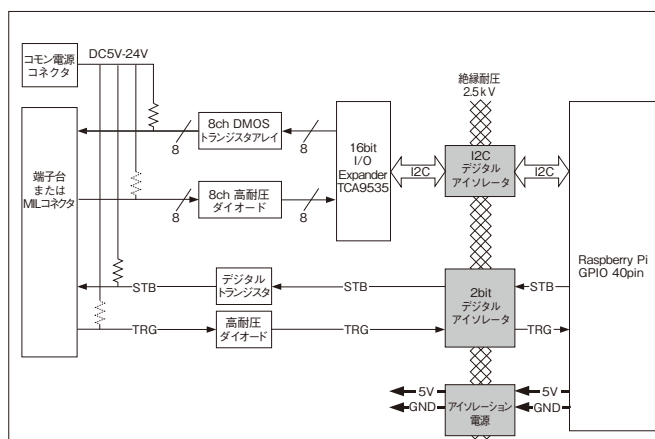 コモン電源
コネクタ
DC5V-24V
絶縁耐圧
2.5kV
8ch DMOS
トランジスタアレイ
8
8
16bit
I/O
Expander
TCA9535
I2C
I2C
デジタル
アイソレータ
I2C
端子台
または
MILコネクタ
8
8ch 高耐圧
ダイオード
8
Raspberry Pi
GPIO 40pin
STB
デジタル
トランジスタ
STB
2bit
デジタル
アイソレータ
STB
TRG
高耐圧
ダイオード
TRG
TRG
5V
GND
アイソレーション
電源
5V
GND